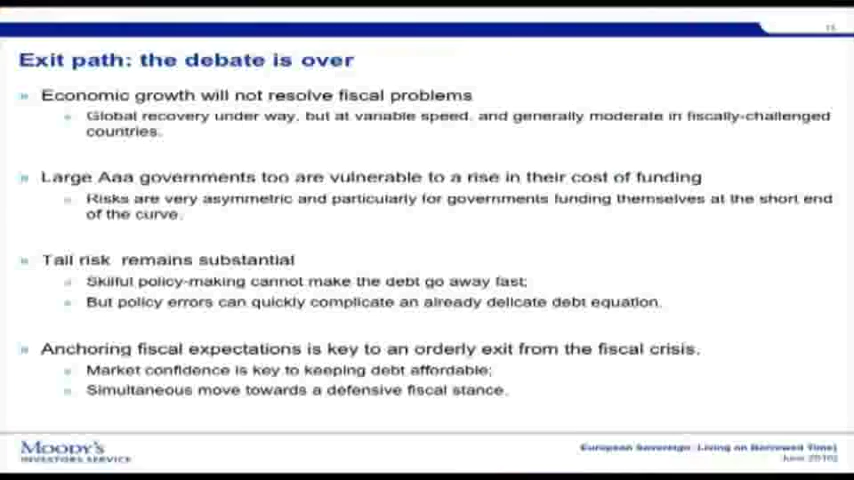 Exit path: the debate is over
» Economic growth will not resolve fiscal problems
» Global recovery under way, but at variable speed, and generally moderate in fiscally-challenged
countries.
» Large Aaa governments too are vulnerable to a rise in their cost of funding
» Risks are very asymmetric and particularly for governments funding themselves at the short end
of the curve.
» Tail risk remains substantial
» Skilful policy-making cannot make the debt go away fast;
» But policy errors can quickly complicate an already delicate debt equation.
» Anchoring fiscal expectations is key to an orderly exit from the fiscal crisis.
» Market confidence is key to keeping debt affordable;
» Simultaneous move towards a defensive fiscal stance.
MOODY'S
INVESTORS SERVICE
European Sovereign: Living on Borrowed Time|
June 2010|